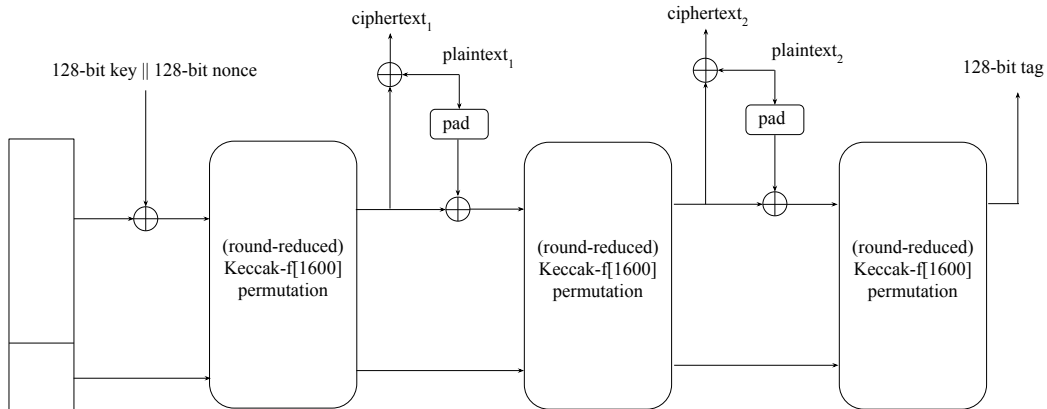 ciphertext₁
ciphertext₂
plaintext₁
plaintext₂
128-bit key || 128-bit nonce
128-bit tag
pad
pad
(round-reduced)
Keccak-f[1600]
permutation
(round-reduced)
Keccak-f[1600]
permutation
(round-reduced)
Keccak-f[1600]
permutation